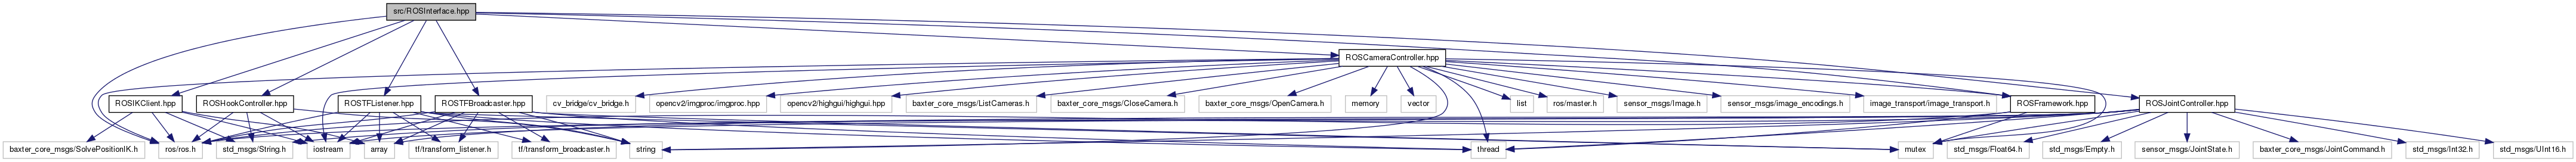 src/ROSInterface.hpp
ROSCameraController.hpp
ROSIKClient.hpp
ROSHookController.hpp
ROSTFListener.hpp
ROSTFBroadcaster.hpp
cv_bridge/cv_bridge.h
opencv2/imgproc/imgproc.hpp
opencv2/highgui/highgui.hpp
baxter_core_msgs/ListCameras.h
baxter_core_msgs/CloseCamera.h
baxter_core_msgs/OpenCamera.h
memory
vector
list
ros/master.h
sensor_msgs/Image.h
sensor_msgs/image_encodings.h
image_transport/image_transport.h
ROSFramework.hpp
ROSJointController.hpp
baxter_core_msgs/SolvePositionIK.h
ros/ros.h
std_msgs/String.h
iostream
array
tf/transform_listener.h
tf/transform_broadcaster.h
string
thread
mutex
std_msgs/Float64.h
std_msgs/Empty.h
sensor_msgs/JointState.h
baxter_core_msgs/JointCommand.h
std_msgs/Int32.h
std_msgs/UInt16.h